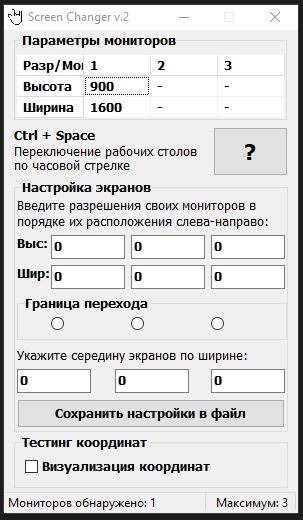 Screen Changer v.2
Параметры мониторов
Разр/Мо 1 2 3
Высота 900 - -
Ширина 1600 - -
Ctrl + Space
Переключение рабочих столов
по часовой стрелке
?
Настройка экранов
Введите разрешения своих мониторов в
порядке их расположения слева-направо:
Выс: 0 0 0
Шир: 0 0 0
Граница перехода
Укажите середину экранов по ширине:
0 0 0
Сохранить настройки в файл
Тестинг координат
Визуализация координат
Мониторов обнаружено: 1 Максимум: 3